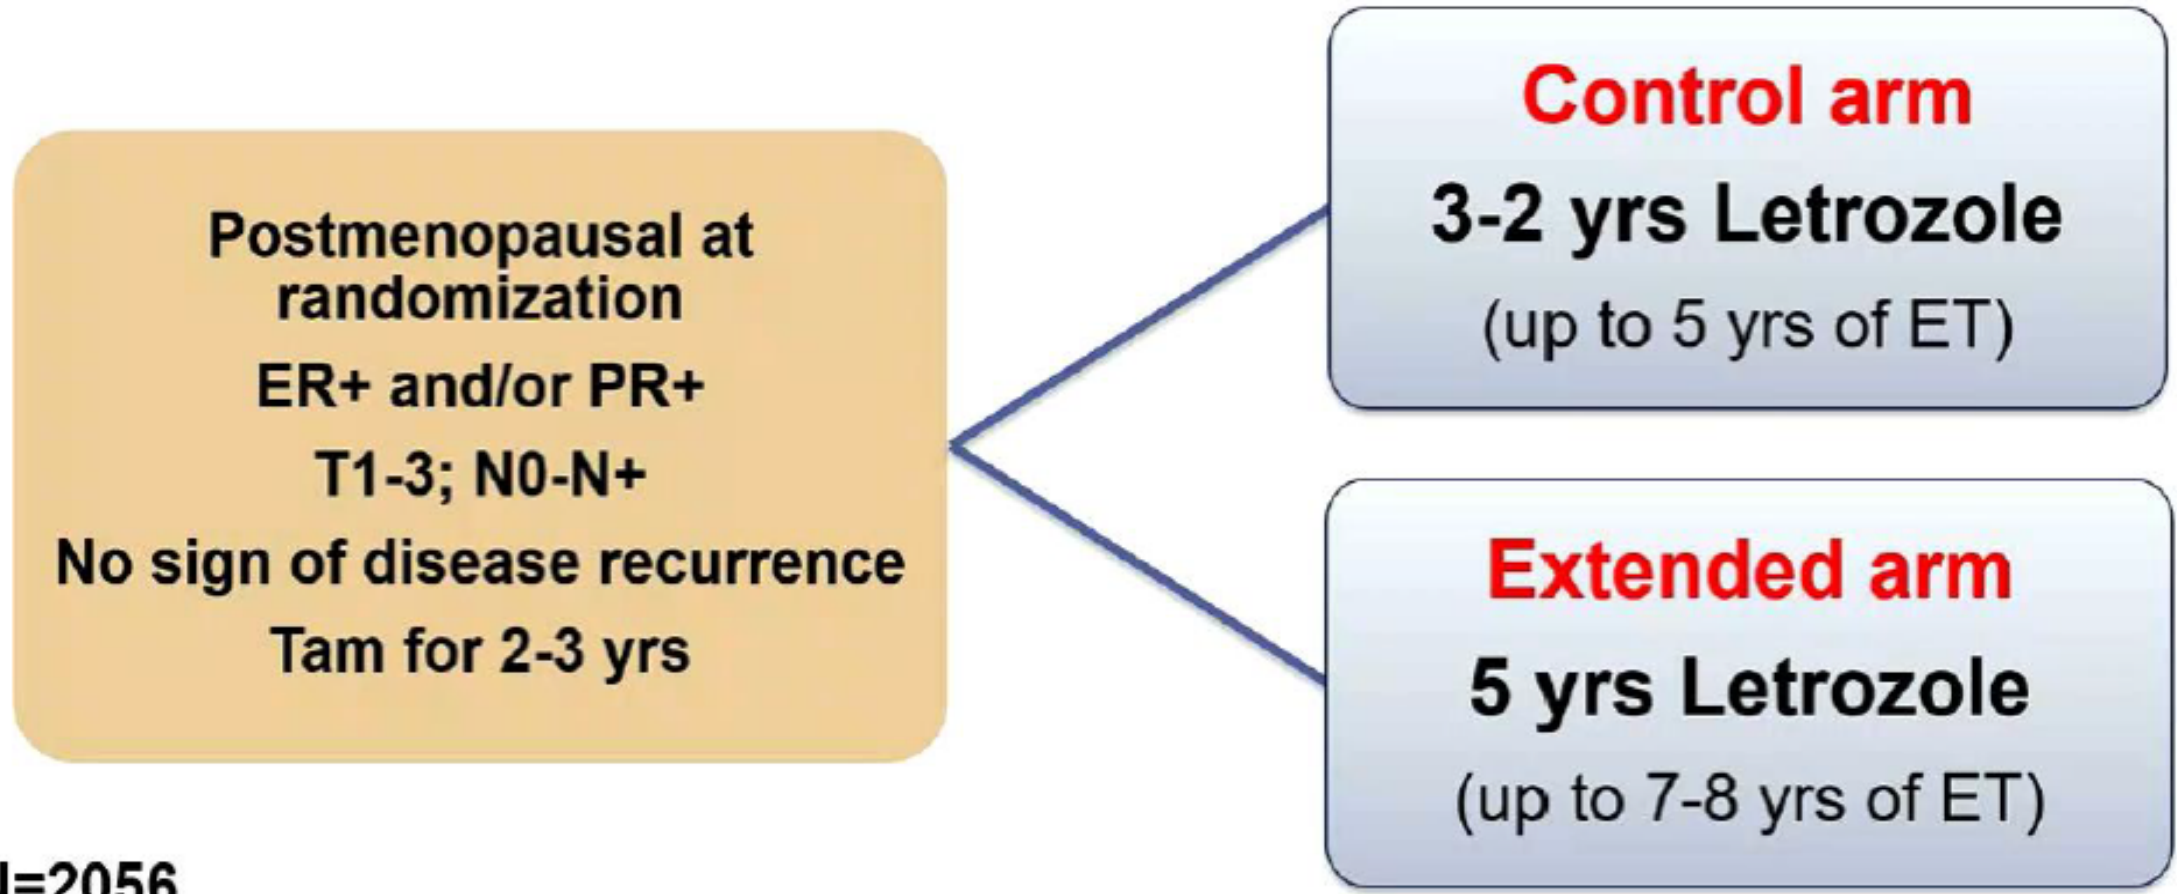 Postmenopausal at
randomization
ER+ and/or PR+
T1-3; N0-N+
No sign of disease recurrence
Tam for 2-3 yrs
Control arm
3-2 yrs Letrozole
(up to 5 yrs of ET)
Extended arm
5 yrs Letrozole
(up to 7-8 yrs of ET)
N=2056